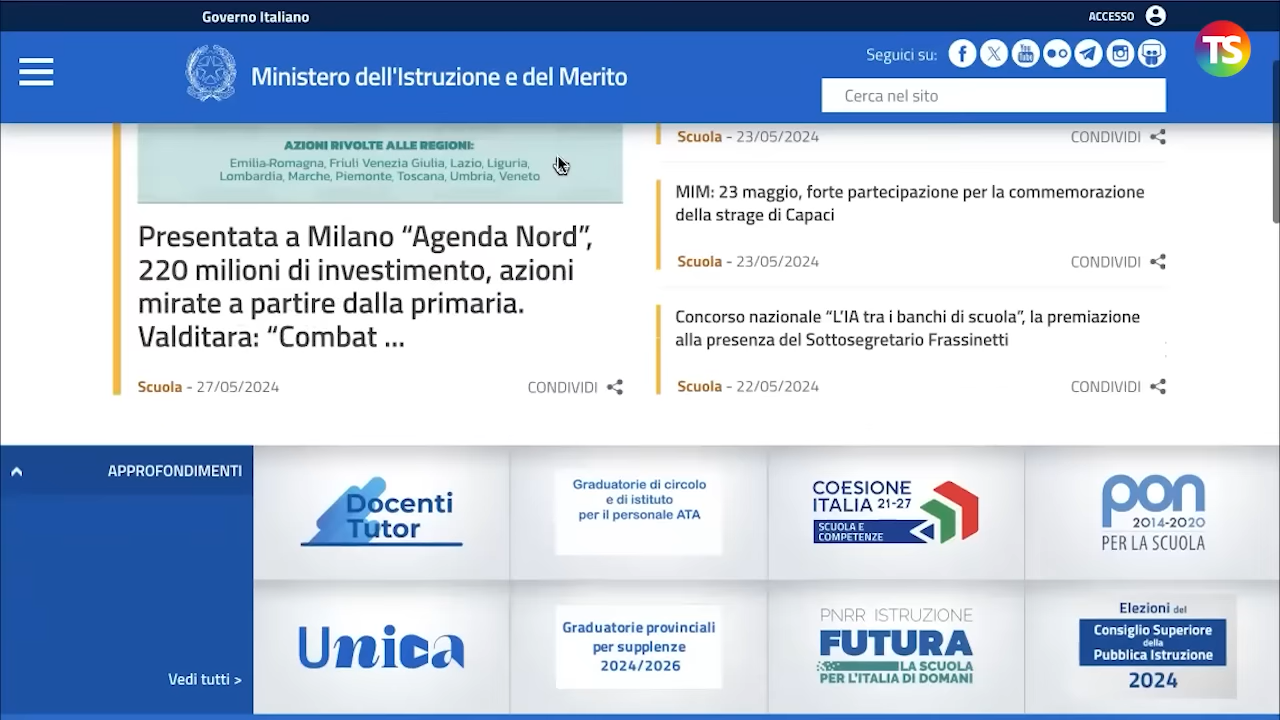 Governo Italiano
ACCESSO
Ministero dell'Istruzione e del Merito
Seguici su:
You
Tube
TS
Cerca nel sito
AZIONI RIVOLTE ALLE REGIONI:
Emilia-Romagna, Friuli Venezia Giulia, Lazio, Liguria,
Lombardia, Marche, Piemonte, Toscana, Umbria, Veneto
Presentata a Milano “Agenda Nord”,
220 milioni di investimento, azioni
mirate a partire dalla primaria.
Valditara: “Combat ...
Scuola - 27/05/2024
CONDIVIDI
Scuola - 23/05/2024
CONDIVIDI
MIM: 23 maggio, forte partecipazione per la commemorazione
della strage di Capaci
Scuola - 23/05/2024
CONDIVIDI
Concorso nazionale “L'IA tra i banchi di scuola”, la premiazione
alla presenza del Sottosegretario Frassinetti
Scuola - 22/05/2024
CONDIVIDI
APPROFONDIMENTI
Vedi tutti >
Docenti
Tutor
Graduatorie di circolo
e di istituto
per il personale ATA
COESIONE
ITALIA 21-27
SCUOLA E
COMPETENZE
pon
2014-2020
PER LA SCUOLA
Unica
Graduatorie provinciali
per supplenze
2024/2026
PNRR ISTRUZIONE
FUTURA
LA SCUOLA
PER L'ITALIA DI DOMANI
Elezioni del
Consiglio Superiore
della
Pubblica Istruzione
2024